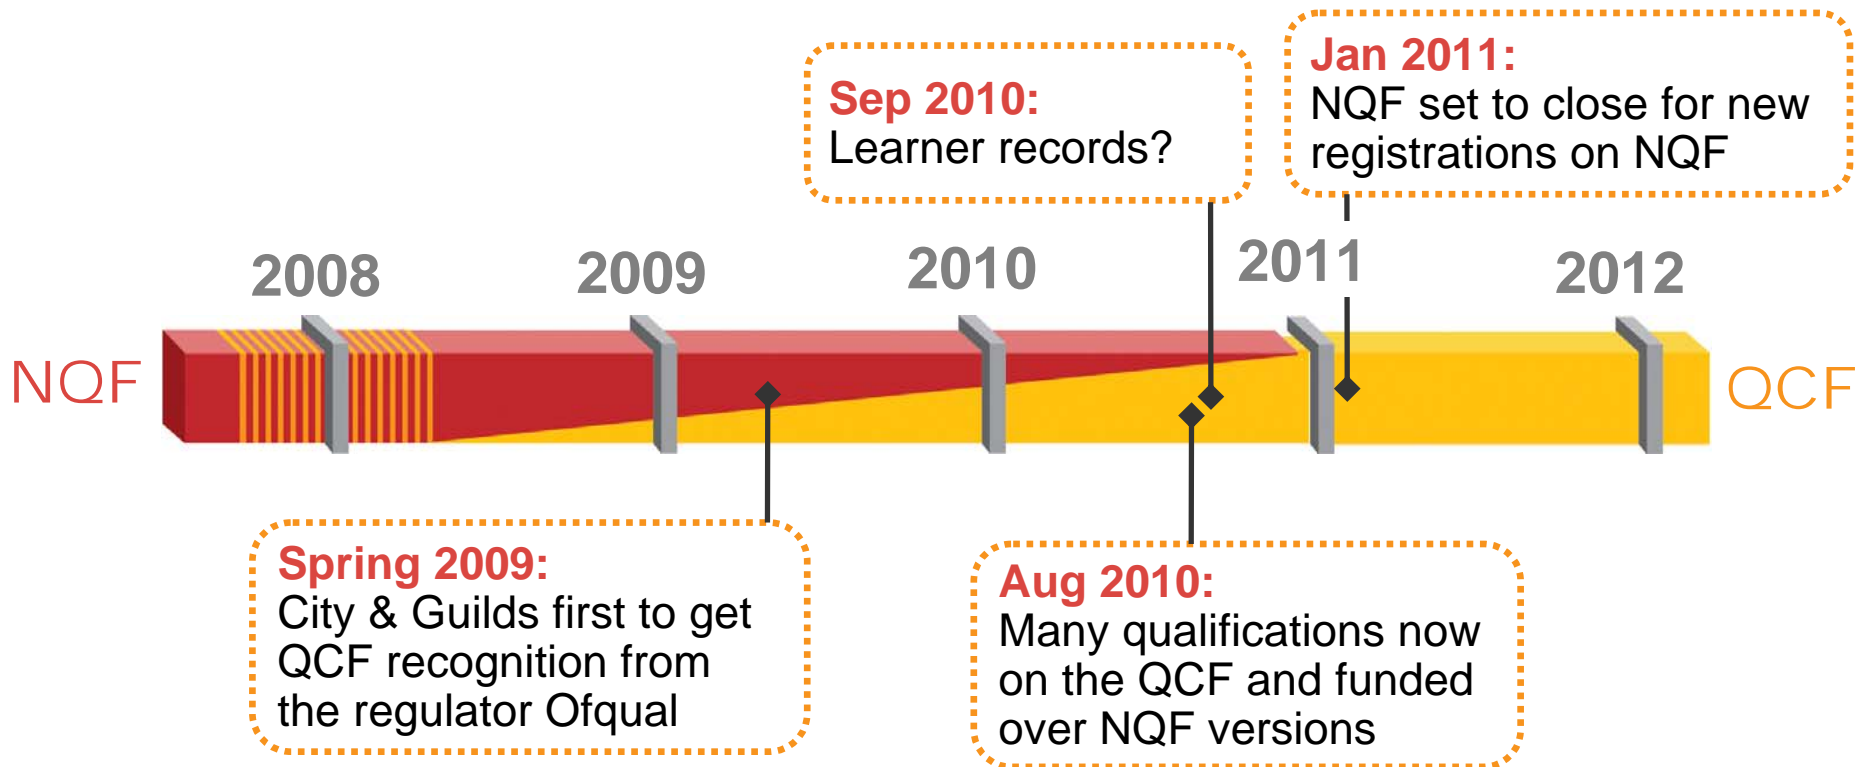 Sep 2010:
Learner records?
Jan 2011:
NQF set to close for new
registrations on NQF
2008
2009
2010
2011
2012
NQF
QCF
Spring 2009:
City & Guilds first to get
QCF recognition from
the regulator Ofqual
Aug 2010:
Many qualifications now
on the QCF and funded
over NQF versions